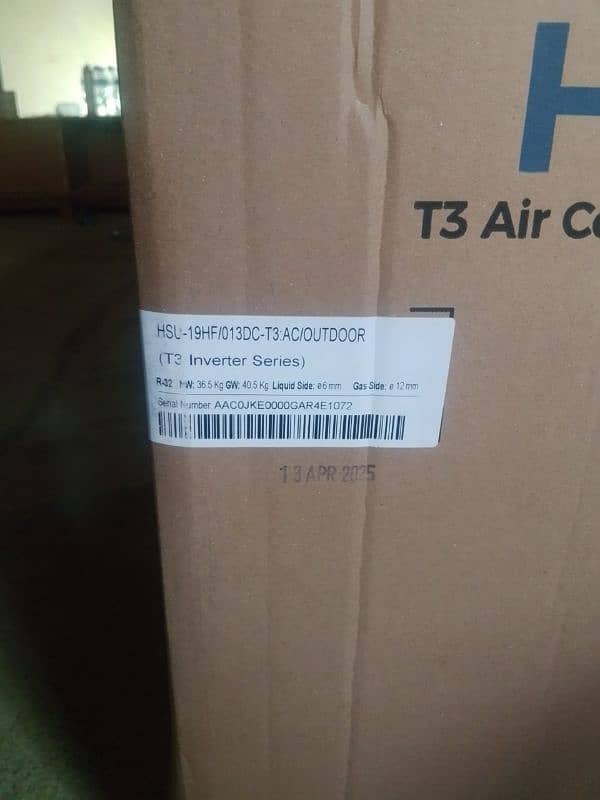 H
T3 Air Co
HSU-19HF/013DC-T3:AC/OUTDOOR
(T3 Inverter Series)
R-32 NW: 36.5 Kg GW: 40.5 Kg Liquid Side: ø6 mm Gas Side: ø 12 mm
Serial Number: AAC0JKE0000GAR4E1072
13 APR 2025